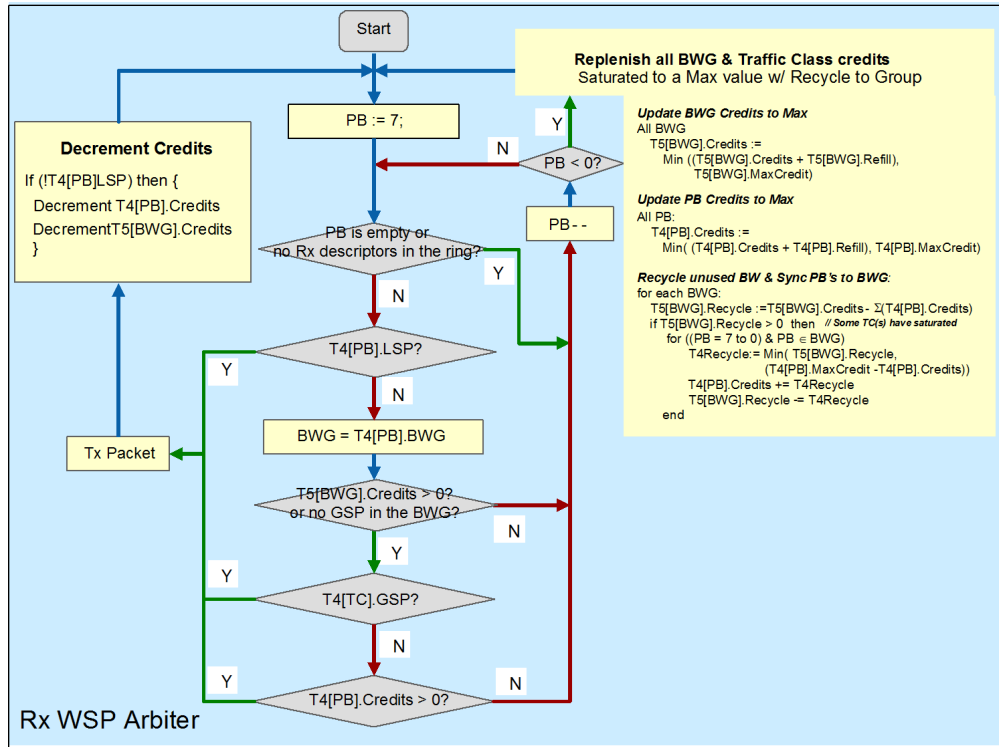 Start
Replenish all BWG & Traffic Class credits
Saturated to a Max value w/ Recycle to Group
PB := 7;
Y
N
PB < 0?
Update BWG Credits to Max
All BWG
T5[BWG].Credits :=
Min ((T5[BWG].Credits + T5[BWG].Refill),
T5[BWG].MaxCredit)
Update PB Credits to Max
All PB:
T4[PB].Credits :=
Min( (T4[PB].Credits + T4[PB].Refill), T4[PB].MaxCredit)
Recycle unused BW & Sync PB's to BWG:
for each BWG:
T5[BWG].Recycle :=T5[BWG].Credits - Σ(T4[PB].Credits)
if T5[BWG].Recycle > 0 then // Some TC(s) have saturated
for ((PB = 7 to 0) & PB ∈ BWG)
T4Recycle:= Min( T5[BWG].Recycle,
(T4[PB].MaxCredit -T4[PB].Credits))
T4[PB].Credits += T4Recycle
T5[BWG].Recycle -= T4Recycle
end
Decrement Credits
If (!T4[PB]LSP) then {
Decrement T4[PB].Credits
DecrementT5[BWG].Credits
}
PB- -
PB is empty or
no Rx descriptors in the ring?
Y
N
T4[PB].LSP?
Y
N
BWG = T4[PB].BWG
Tx Packet
T5[BWG].Credits > 0?
or no GSP in the BWG?
N
Y
Y
T4[TC].GSP?
N
Y
T4[PB].Credits > 0?
N
Rx WSP Arbiter